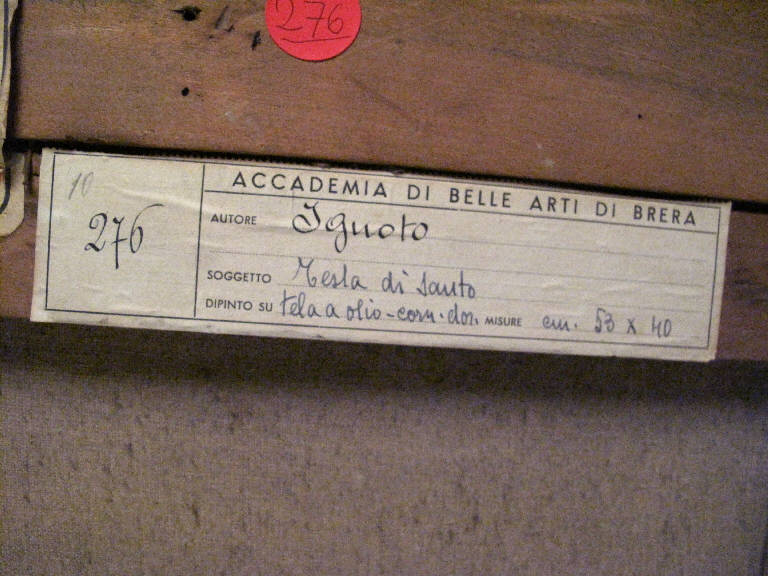 276
10
276
ACCADEMIA DI BELLE ARTI DI BRERA
AUTORE Ignoto
SOGGETTO Testa di Santo
DIPINTO SU tela a olio - corn. dor. MISURE cm. 53 x 40